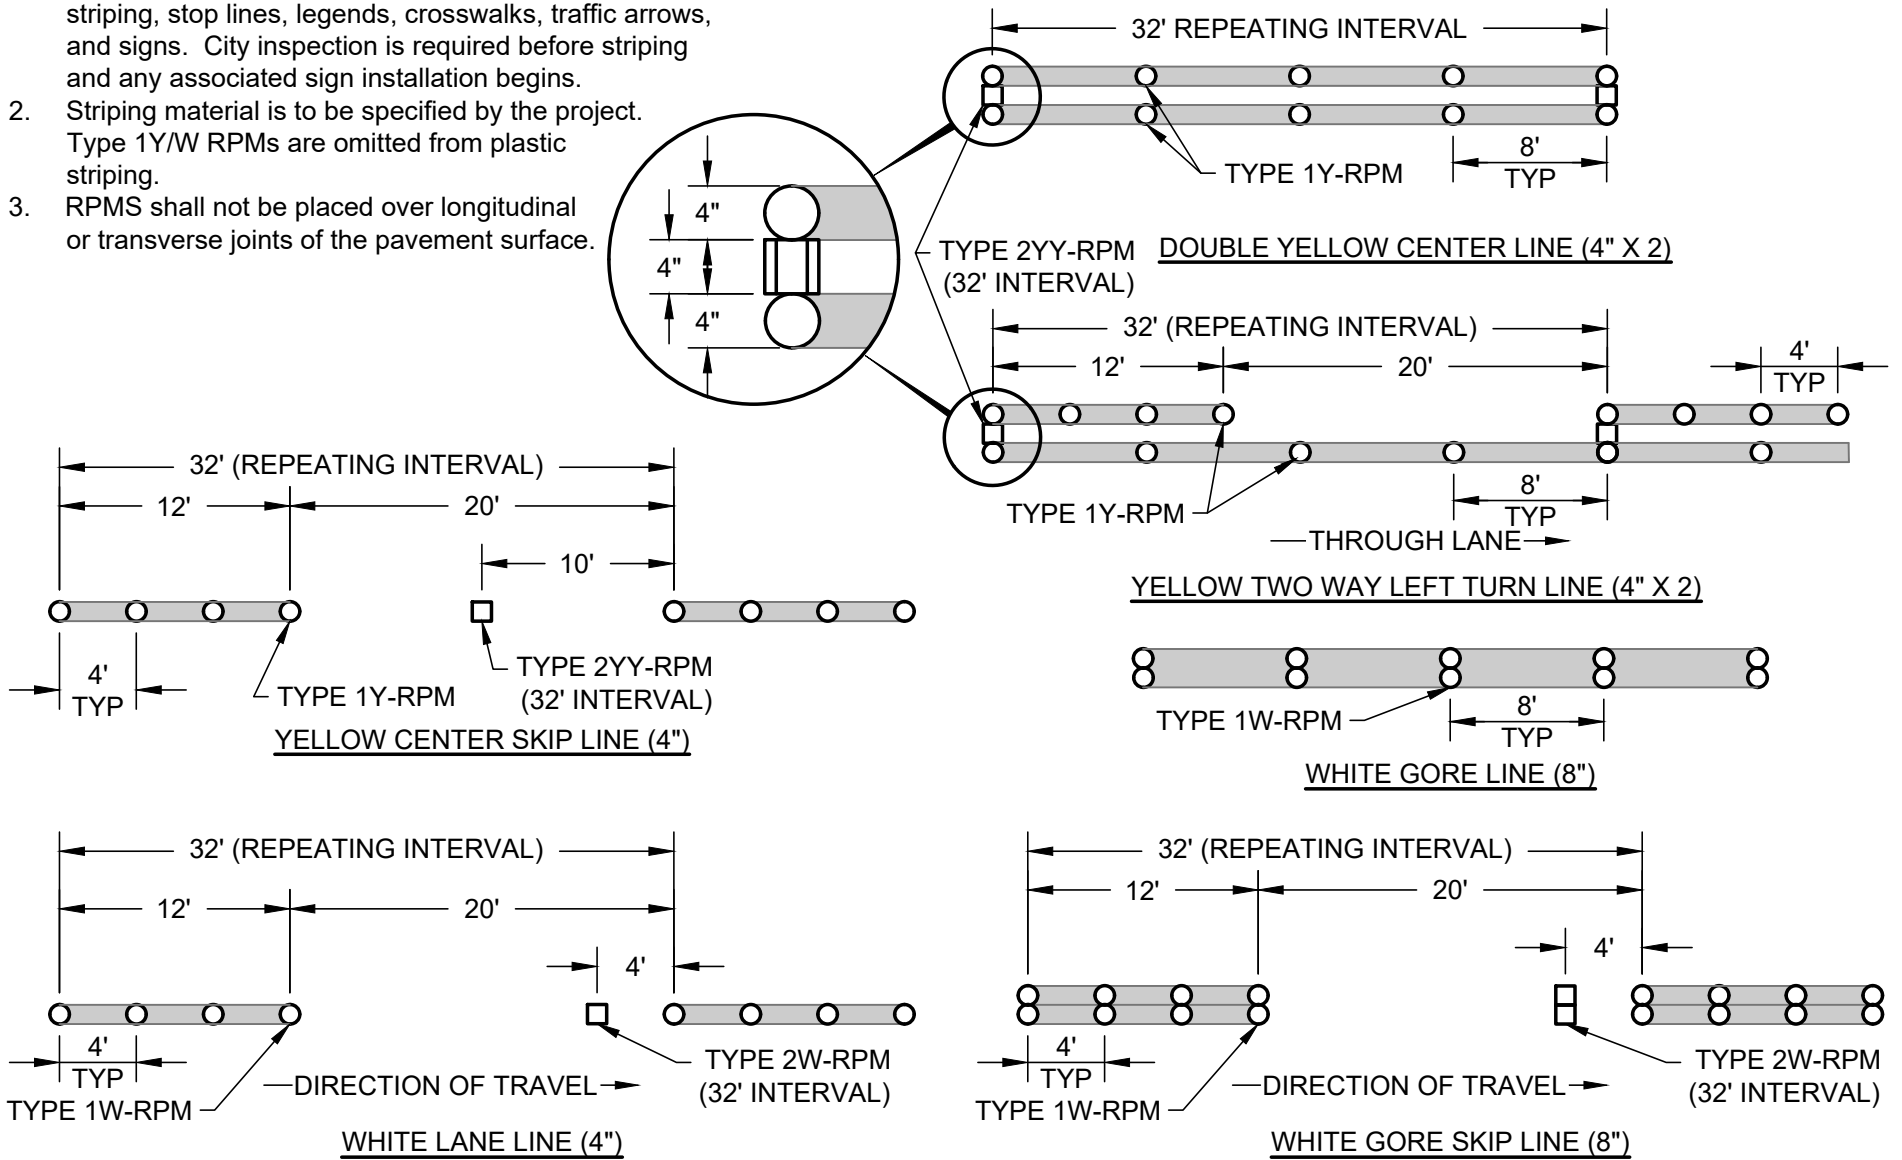 striping, stop lines, legends, crosswalks, traffic arrows,
and signs. City inspection is required before striping
and any associated sign installation begins.
2. Striping material is to be specified by the project.
Type 1Y/W RPMs are omitted from plastic
striping.
3. RPMS shall not be placed over longitudinal
or transverse joints of the pavement surface.
4"
4"
4"
32' REPEATING INTERVAL
8'
TYP
TYPE 1Y-RPM
TYPE 2YY-RPM
(32' INTERVAL)
DOUBLE YELLOW CENTER LINE (4" X 2)
32' (REPEATING INTERVAL)
12'
20'
4'
TYP
8'
TYP
TYPE 1Y-RPM
THROUGH LANE
YELLOW TWO WAY LEFT TURN LINE (4" X 2)
32' (REPEATING INTERVAL)
12'
20'
10'
4'
TYP
TYPE 1Y-RPM
TYPE 2YY-RPM
(32' INTERVAL)
YELLOW CENTER SKIP LINE (4")
TYPE 1W-RPM
8'
TYP
WHITE GORE LINE (8")
32' (REPEATING INTERVAL)
12'
20'
4'
4'
TYP
TYPE 1W-RPM
DIRECTION OF TRAVEL
TYPE 2W-RPM
(32' INTERVAL)
WHITE LANE LINE (4")
32' (REPEATING INTERVAL)
12'
20'
4'
4'
TYP
TYPE 1W-RPM
DIRECTION OF TRAVEL
TYPE 2W-RPM
(32' INTERVAL)
WHITE GORE SKIP LINE (8")